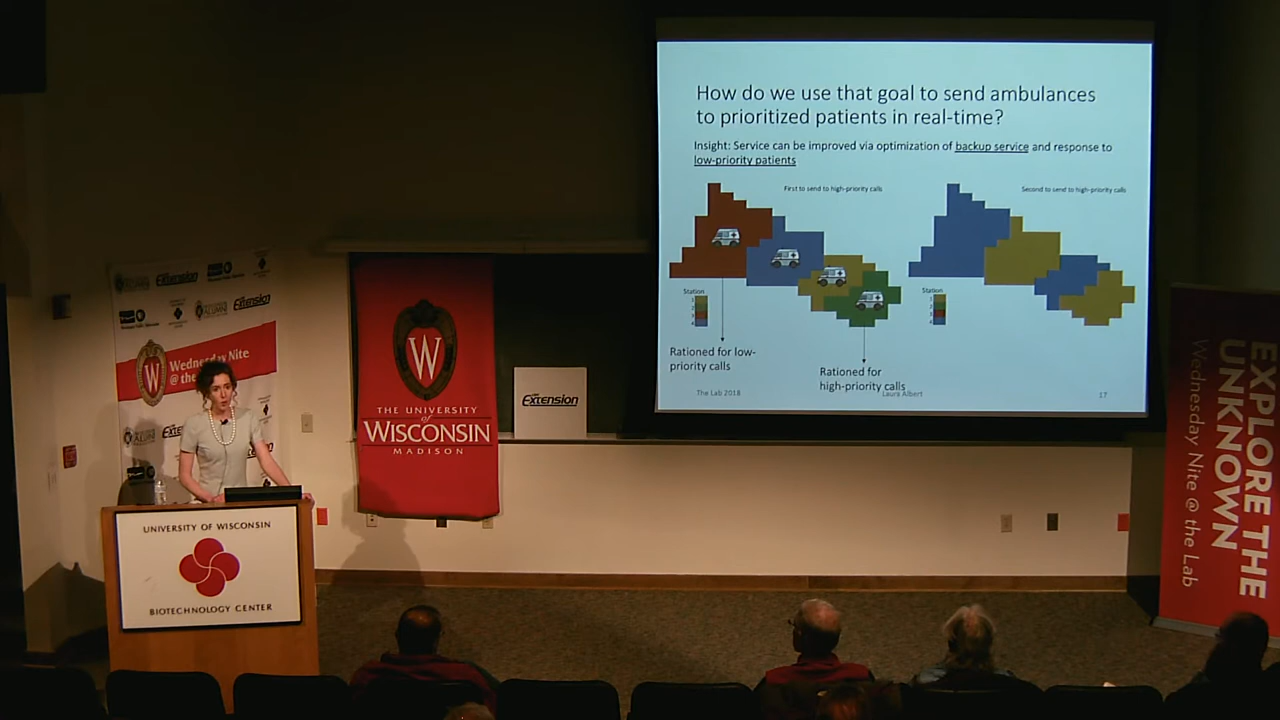 How do we use that goal to send ambulances
to prioritized patients in real-time?
Insight: Service can be improved via optimization of backup service and response to
low-priority patients
First to send to high-priority calls
Second to send to high-priority calls
Station
Station
Rationed for low-
priority calls
Rationed for
high-priority calls
The Lab 2018
Laura Albert
17
Extension
Extension
Wednesday Nite
@ the
W
THE UNIVERSITY
of
WISCONSIN
MADISON
Extension
UNIVERSITY OF WISCONSIN
BIOTECHNOLOGY CENTER
EXPLORE THE
UNKNOWN
Wednesday Nite @ the Lab